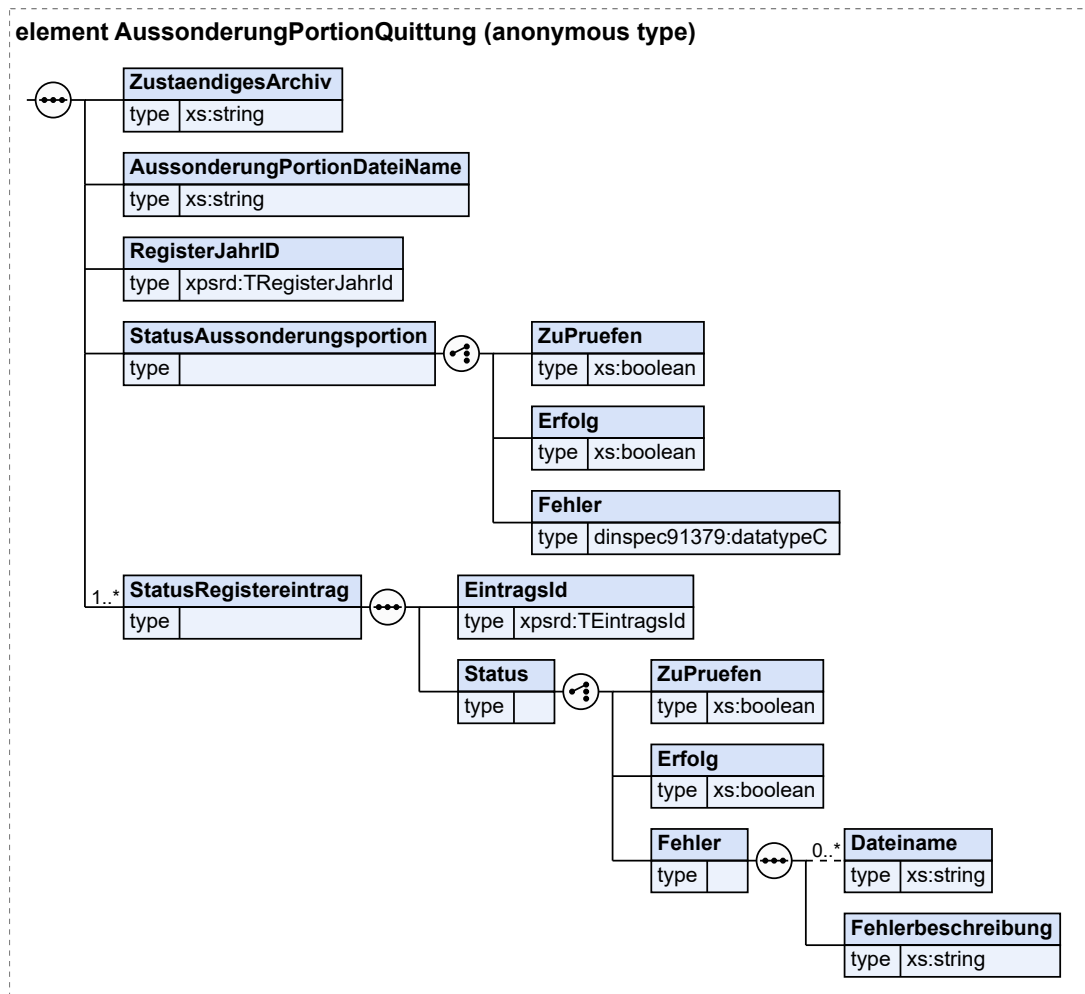 element AussonderungPortionQuittung (anonymous type)
ZustaendigesArchiv
type xs:string
AussonderungPortionDateiName
type xs:string
RegisterJahrID
type xpsrd:TRegisterJahrId
StatusAussonderungsportion
type
ZuPruefen
type xs:boolean
Erfolg
type xs:boolean
Fehler
type dinspec91379:datatypeC
1..*
StatusRegistereintrag
type
EintragsId
type xpsrd:TEintragsId
Status
type
ZuPruefen
type xs:boolean
Erfolg
type xs:boolean
Fehler
type
0..*
Dateiname
type xs:string
Fehlerbeschreibung
type xs:string